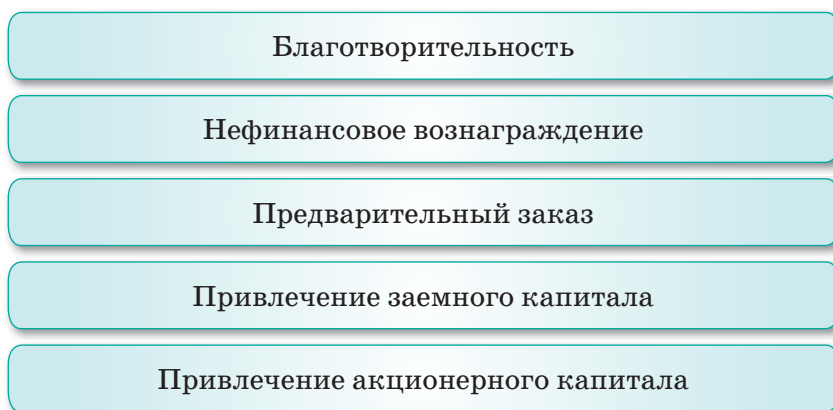 Благотворительность
Нефинансовое вознаграждение
Предварительный заказ
Привлечение заемного капитала
Привлечение акционерного капитала